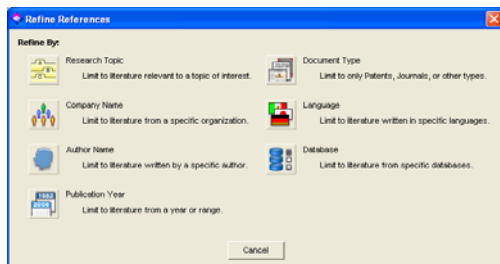 Refine References
Refine By:
Research Topic
Limit to literature relevant to a topic of interest.
Company Name
Limit to literature from a specific organization.
Author Name
Limit to literature written by a specific author.
Publication Year
Limit to literature from a year or range.
Document Type
Limit to only Patents, Journals, or other types.
Language
Limit to literature written in specific languages.
Database
Limit to literature from specific databases.
Cancel